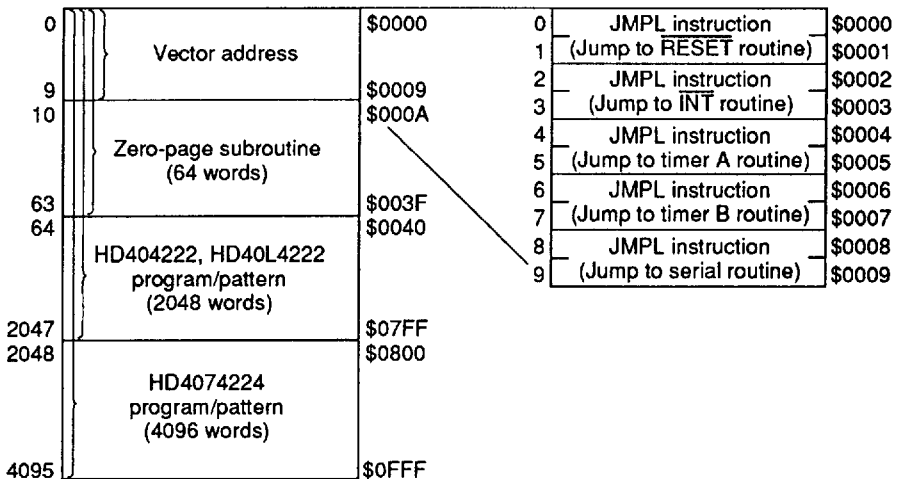 0
Vector address
$0000
9
$0009
10
Zero-page subroutine
(64 words)
$000A
63
$003F
64
HD404222, HD40L4222
program/pattern
(2048 words)
$0040
2047
$07FF
2048
HD4074224
program/pattern
(4096 words)
$0800
4095
$0FFF
0 JMPL instruction $0000
1 (Jump to R̅E̅S̅E̅T̅ routine) $0001
2 JMPL instruction $0002
3 (Jump to I̅N̅T̅ routine) $0003
4 JMPL instruction $0004
5 (Jump to timer A routine) $0005
6 JMPL instruction $0006
7 (Jump to timer B routine) $0007
8 JMPL instruction $0008
9 (Jump to serial routine) $0009